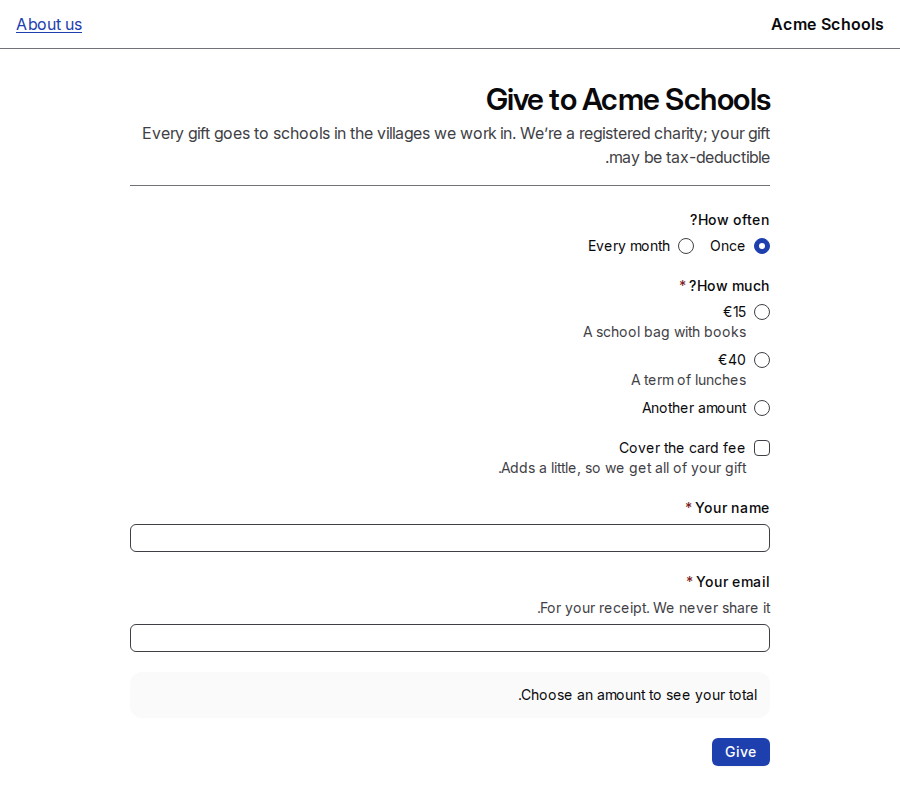 Acme Schools
About us
Give to Acme Schools
Every gift goes to schools in the villages we work in. We’re a registered charity; your gift
.may be tax-deductible
?How often
Once
Every month
* ?How much
€15
A school bag with books
€40
A term of lunches
Another amount
Cover the card fee
.Adds a little, so we get all of your gift
* Your name
* Your email
.For your receipt. We never share it
.Choose an amount to see your total
Give